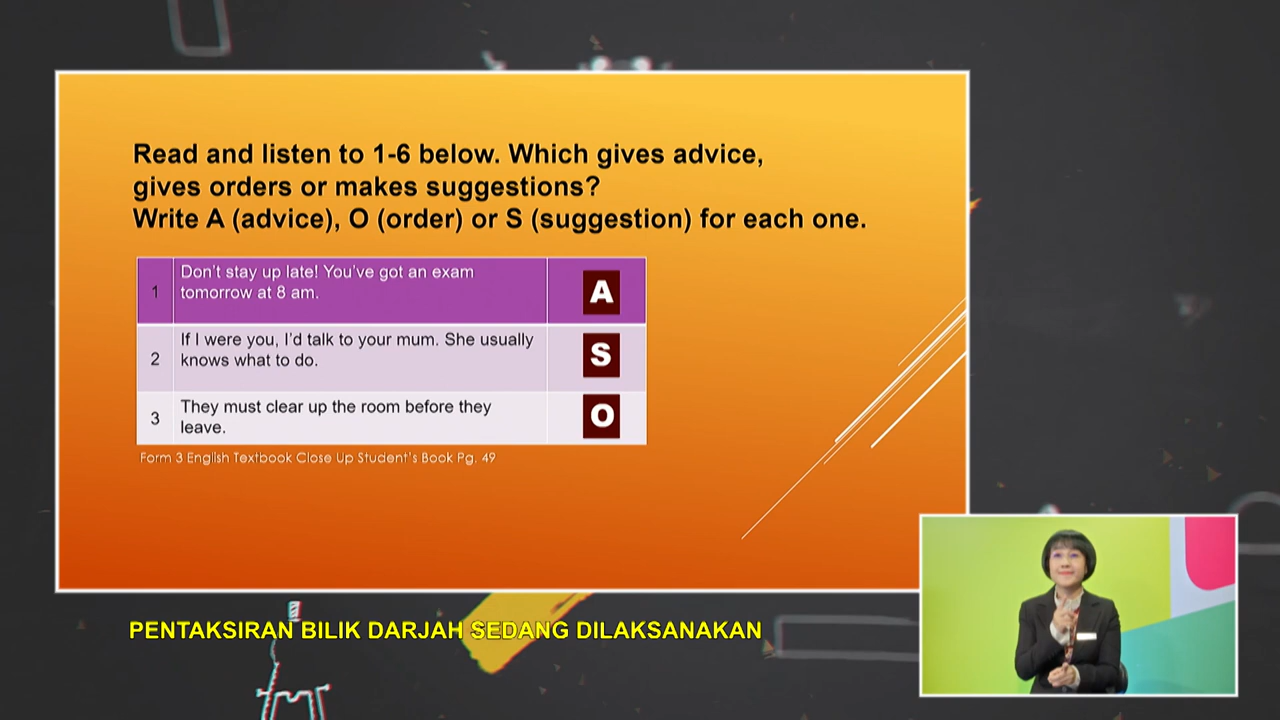 Read and listen to 1-6 below. Which gives advice,
gives orders or makes suggestions?
Write A (advice), O (order) or S (suggestion) for each one.
1 Don't stay up late! You've got an exam
tomorrow at 8 am.
A
2 If I were you, I'd talk to your mum. She usually
knows what to do.
S
3 They must clear up the room before they
leave.
O
Form 3 English Textbook Close Up Student's Book Pg. 49
PENTAKSIRAN BILIK DARJAH SEDANG DILAKSANAKAN